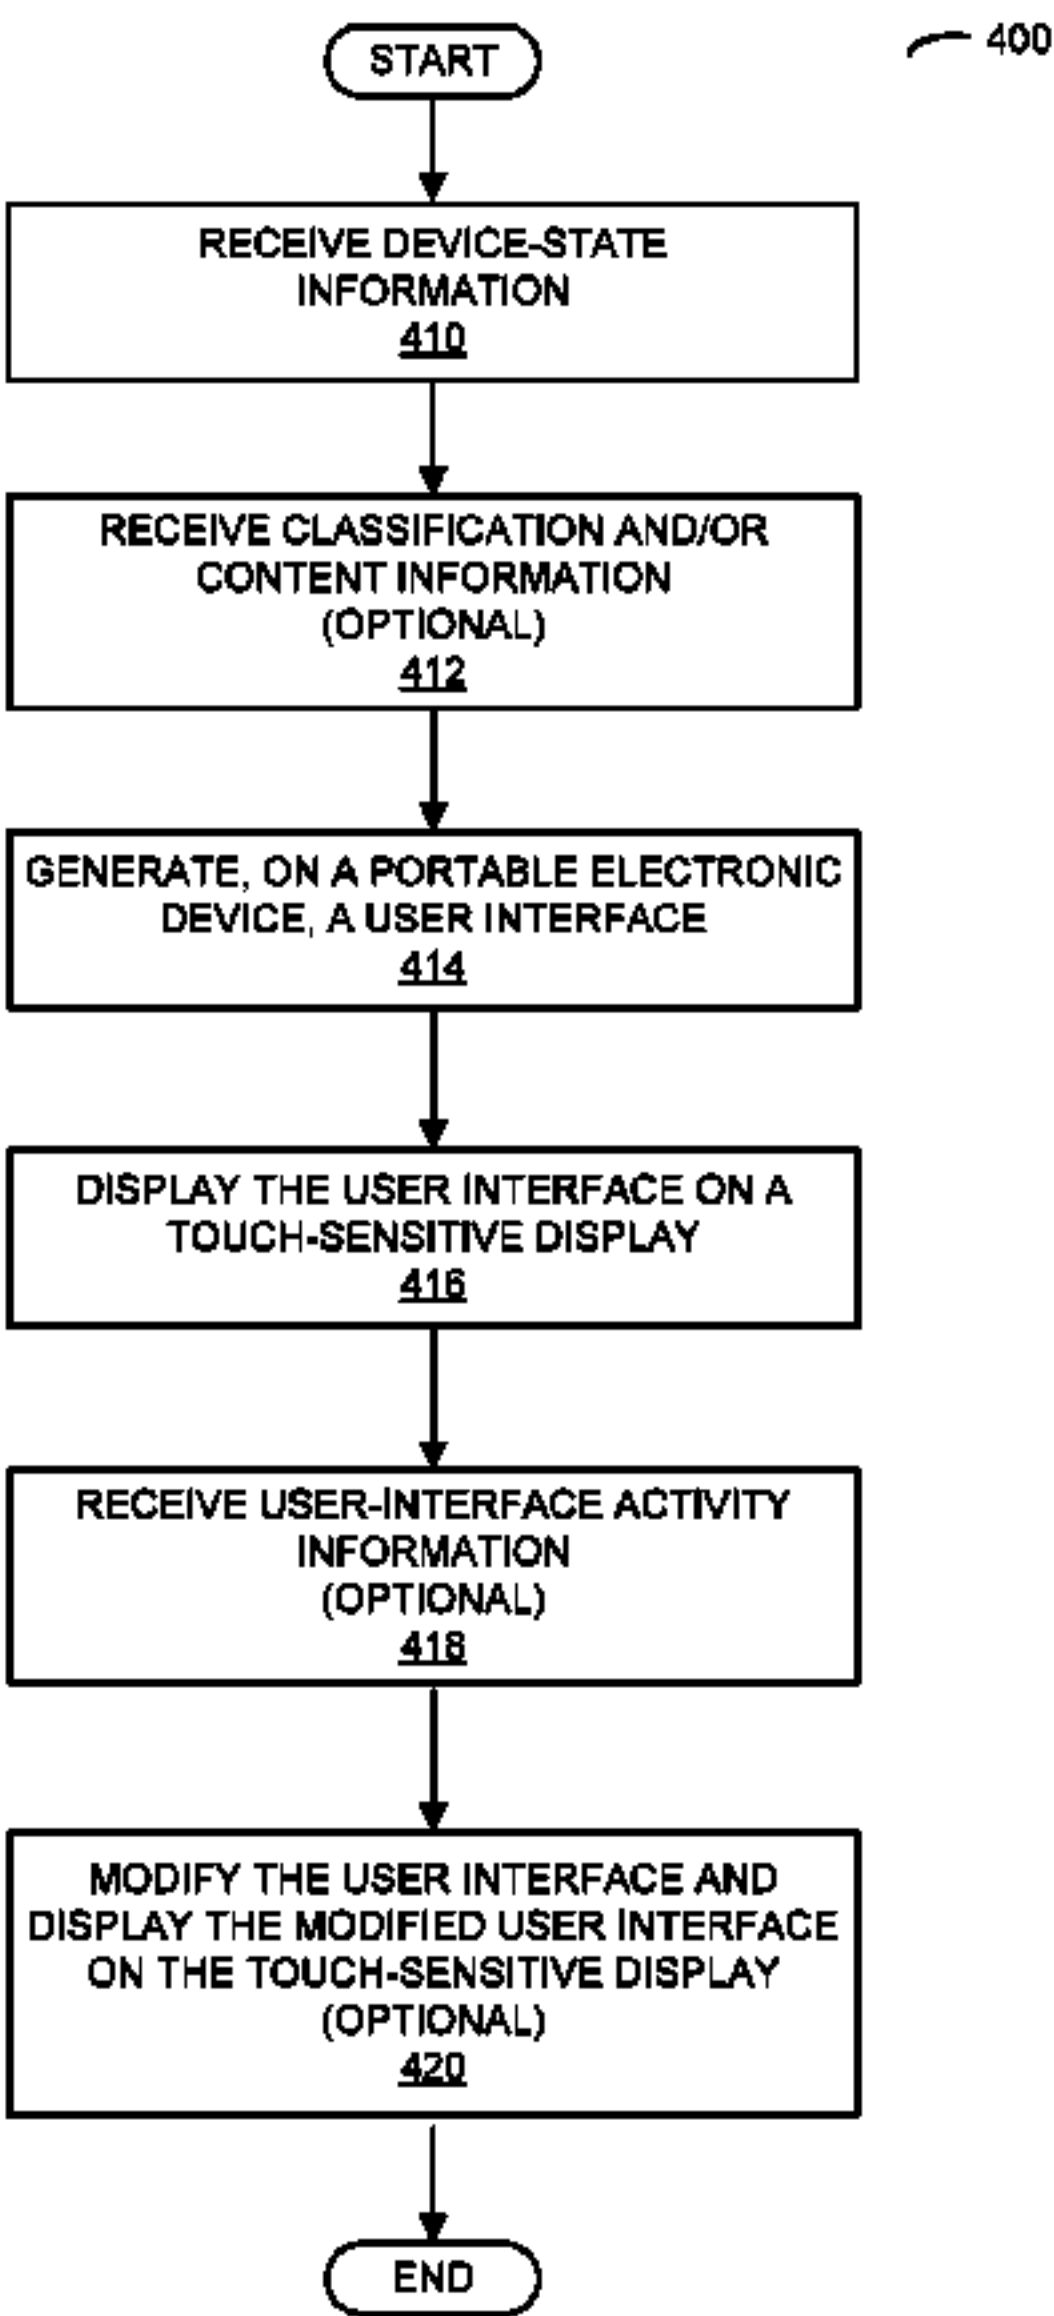 START
400
RECEIVE DEVICE-STATE
INFORMATION
410
RECEIVE CLASSIFICATION AND/OR
CONTENT INFORMATION
(OPTIONAL)
412
GENERATE, ON A PORTABLE ELECTRONIC
DEVICE, A USER INTERFACE
414
DISPLAY THE USER INTERFACE ON A
TOUCH-SENSITIVE DISPLAY
416
RECEIVE USER-INTERFACE ACTIVITY
INFORMATION
(OPTIONAL)
418
MODIFY THE USER INTERFACE AND
DISPLAY THE MODIFIED USER INTERFACE
ON THE TOUCH-SENSITIVE DISPLAY
(OPTIONAL)
420
END